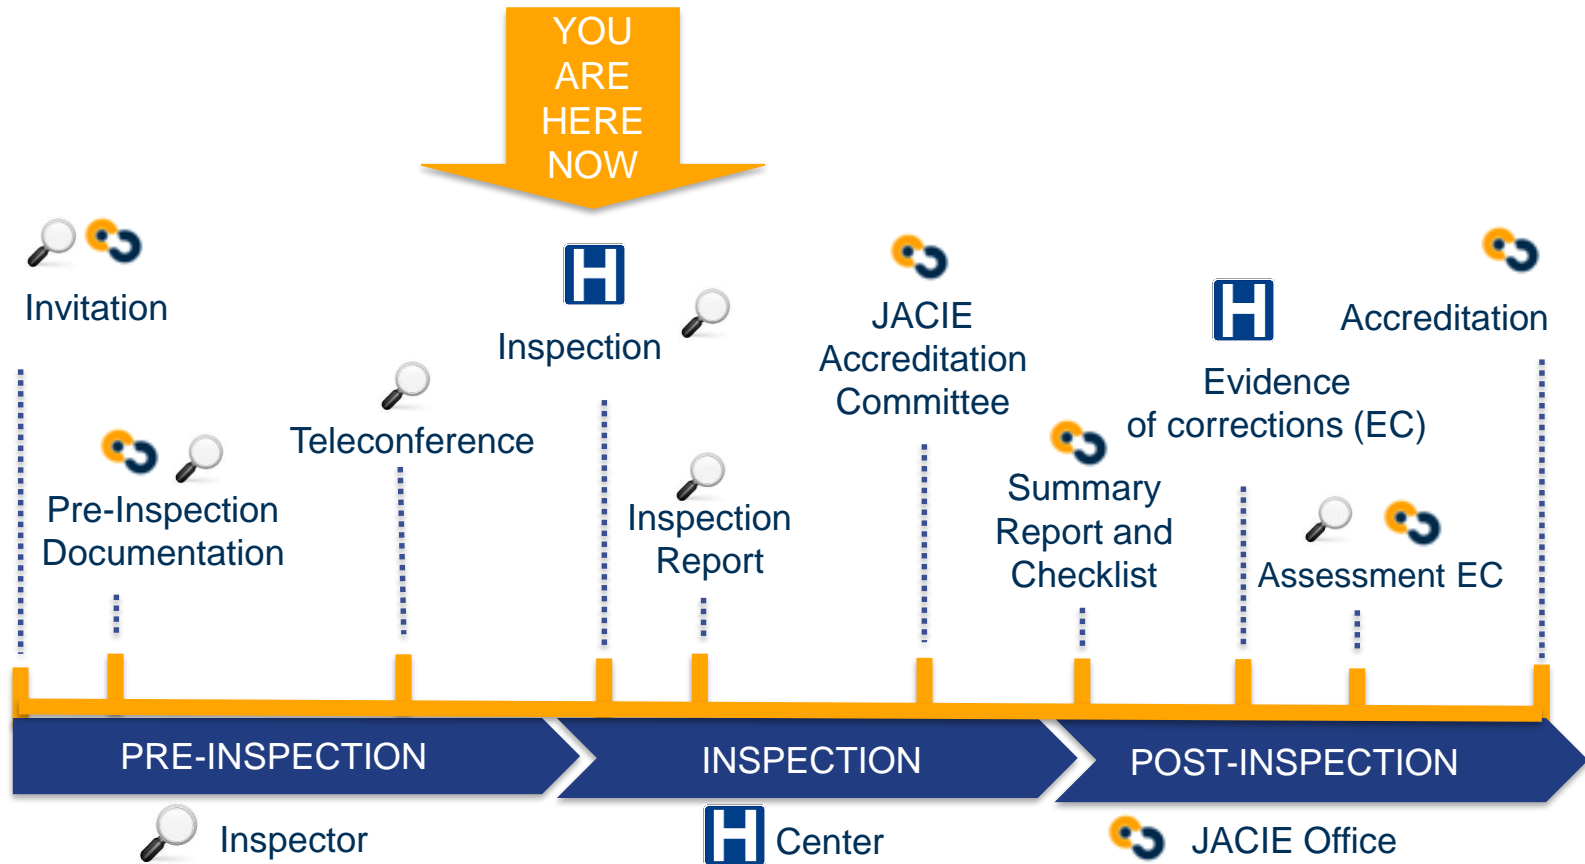 YOU
ARE
HERE
NOW
Invitation
Pre-Inspection
Documentation
Teleconference
Inspection
Inspection
Report
JACIE
Accreditation
Committee
Summary
Report and
Checklist
Evidence
of corrections (EC)
Assessment EC
Accreditation
PRE-INSPECTION
INSPECTION
POST-INSPECTION
Inspector
H Center
JACIE Office